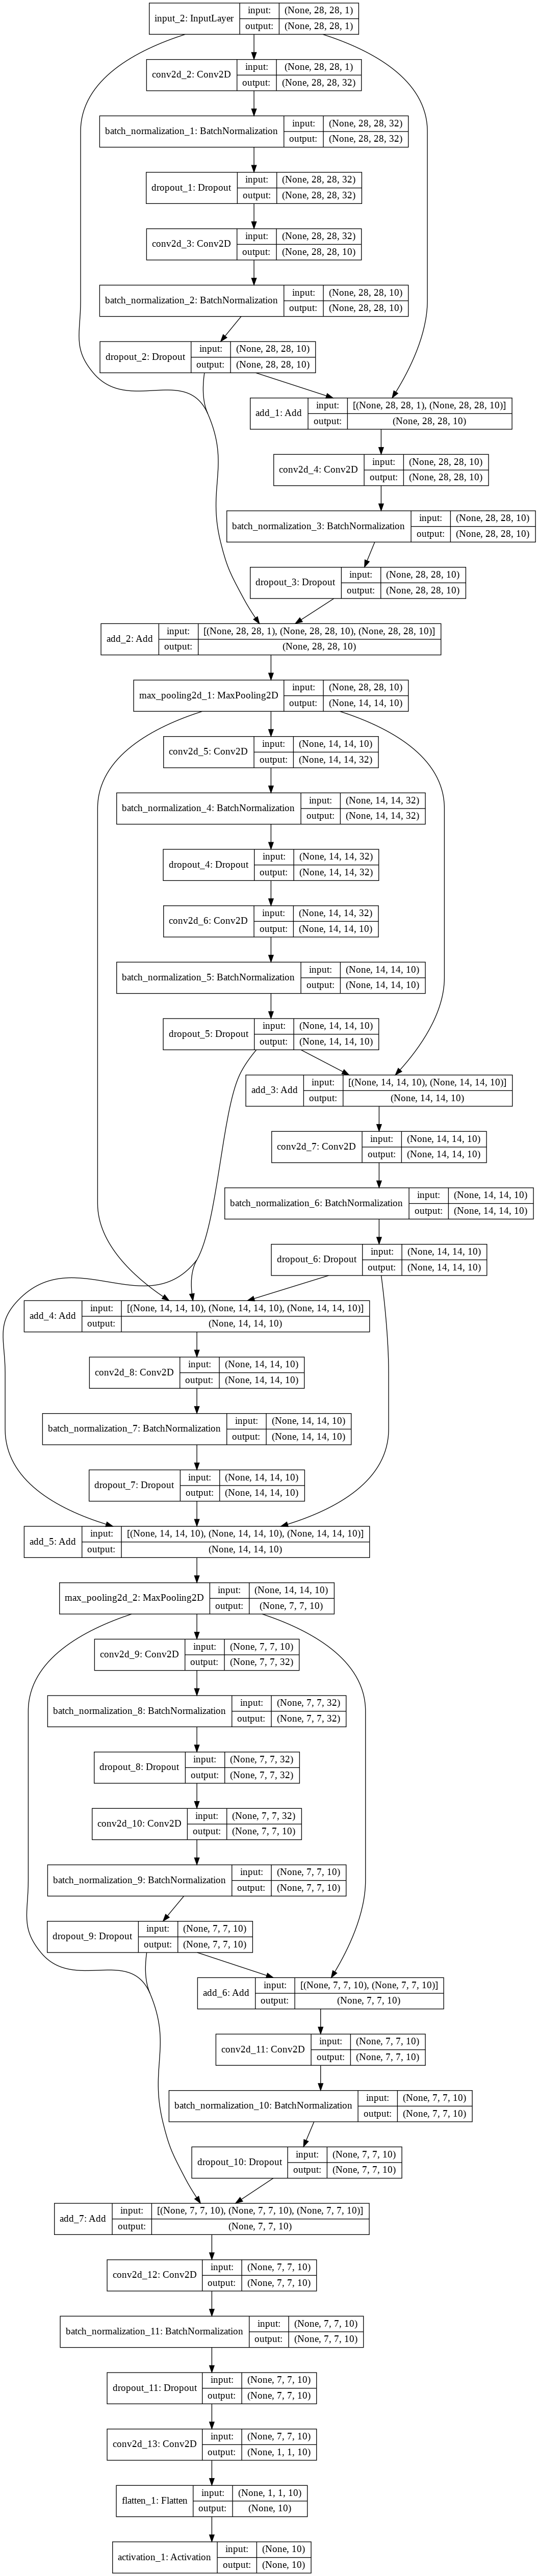 input_2: InputLayer
input: (None, 28, 28, 1)
output: (None, 28, 28, 1)
conv2d_2: Conv2D
input: (None, 28, 28, 1)
output: (None, 28, 28, 32)
batch_normalization_1: BatchNormalization
input: (None, 28, 28, 32)
output: (None, 28, 28, 32)
dropout_1: Dropout
input: (None, 28, 28, 32)
output: (None, 28, 28, 32)
conv2d_3: Conv2D
input: (None, 28, 28, 32)
output: (None, 28, 28, 10)
batch_normalization_2: BatchNormalization
input: (None, 28, 28, 10)
output: (None, 28, 28, 10)
dropout_2: Dropout
input: (None, 28, 28, 10)
output: (None, 28, 28, 10)
add_1: Add
input: [(None, 28, 28, 1), (None, 28, 28, 10)]
output: (None, 28, 28, 10)
conv2d_4: Conv2D
input: (None, 28, 28, 10)
output: (None, 28, 28, 10)
batch_normalization_3: BatchNormalization
input: (None, 28, 28, 10)
output: (None, 28, 28, 10)
dropout_3: Dropout
input: (None, 28, 28, 10)
output: (None, 28, 28, 10)
add_2: Add
input: [(None, 28, 28, 1), (None, 28, 28, 10), (None, 28, 28, 10)]
output: (None, 28, 28, 10)
max_pooling2d_1: MaxPooling2D
input: (None, 28, 28, 10)
output: (None, 14, 14, 10)
conv2d_5: Conv2D
input: (None, 14, 14, 10)
output: (None, 14, 14, 32)
batch_normalization_4: BatchNormalization
input: (None, 14, 14, 32)
output: (None, 14, 14, 32)
dropout_4: Dropout
input: (None, 14, 14, 32)
output: (None, 14, 14, 32)
conv2d_6: Conv2D
input: (None, 14, 14, 32)
output: (None, 14, 14, 10)
batch_normalization_5: BatchNormalization
input: (None, 14, 14, 10)
output: (None, 14, 14, 10)
dropout_5: Dropout
input: (None, 14, 14, 10)
output: (None, 14, 14, 10)
add_3: Add
input: [(None, 14, 14, 10), (None, 14, 14, 10)]
output: (None, 14, 14, 10)
conv2d_7: Conv2D
input: (None, 14, 14, 10)
output: (None, 14, 14, 10)
batch_normalization_6: BatchNormalization
input: (None, 14, 14, 10)
output: (None, 14, 14, 10)
dropout_6: Dropout
input: (None, 14, 14, 10)
output: (None, 14, 14, 10)
add_4: Add
input: [(None, 14, 14, 10), (None, 14, 14, 10), (None, 14, 14, 10)]
output: (None, 14, 14, 10)
conv2d_8: Conv2D
input: (None, 14, 14, 10)
output: (None, 14, 14, 10)
batch_normalization_7: BatchNormalization
input: (None, 14, 14, 10)
output: (None, 14, 14, 10)
dropout_7: Dropout
input: (None, 14, 14, 10)
output: (None, 14, 14, 10)
add_5: Add
input: [(None, 14, 14, 10), (None, 14, 14, 10), (None, 14, 14, 10)]
output: (None, 14, 14, 10)
max_pooling2d_2: MaxPooling2D
input: (None, 14, 14, 10)
output: (None, 7, 7, 10)
conv2d_9: Conv2D
input: (None, 7, 7, 10)
output: (None, 7, 7, 32)
batch_normalization_8: BatchNormalization
input: (None, 7, 7, 32)
output: (None, 7, 7, 32)
dropout_8: Dropout
input: (None, 7, 7, 32)
output: (None, 7, 7, 32)
conv2d_10: Conv2D
input: (None, 7, 7, 32)
output: (None, 7, 7, 10)
batch_normalization_9: BatchNormalization
input: (None, 7, 7, 10)
output: (None, 7, 7, 10)
dropout_9: Dropout
input: (None, 7, 7, 10)
output: (None, 7, 7, 10)
add_6: Add
input: [(None, 7, 7, 10), (None, 7, 7, 10)]
output: (None, 7, 7, 10)
conv2d_11: Conv2D
input: (None, 7, 7, 10)
output: (None, 7, 7, 10)
batch_normalization_10: BatchNormalization
input: (None, 7, 7, 10)
output: (None, 7, 7, 10)
dropout_10: Dropout
input: (None, 7, 7, 10)
output: (None, 7, 7, 10)
add_7: Add
input: [(None, 7, 7, 10), (None, 7, 7, 10), (None, 7, 7, 10)]
output: (None, 7, 7, 10)
conv2d_12: Conv2D
input: (None, 7, 7, 10)
output: (None, 7, 7, 10)
batch_normalization_11: BatchNormalization
input: (None, 7, 7, 10)
output: (None, 7, 7, 10)
dropout_11: Dropout
input: (None, 7, 7, 10)
output: (None, 7, 7, 10)
conv2d_13: Conv2D
input: (None, 7, 7, 10)
output: (None, 1, 1, 10)
flatten_1: Flatten
input: (None, 1, 1, 10)
output: (None, 10)
activation_1: Activation
input: (None, 10)
output: (None, 10)